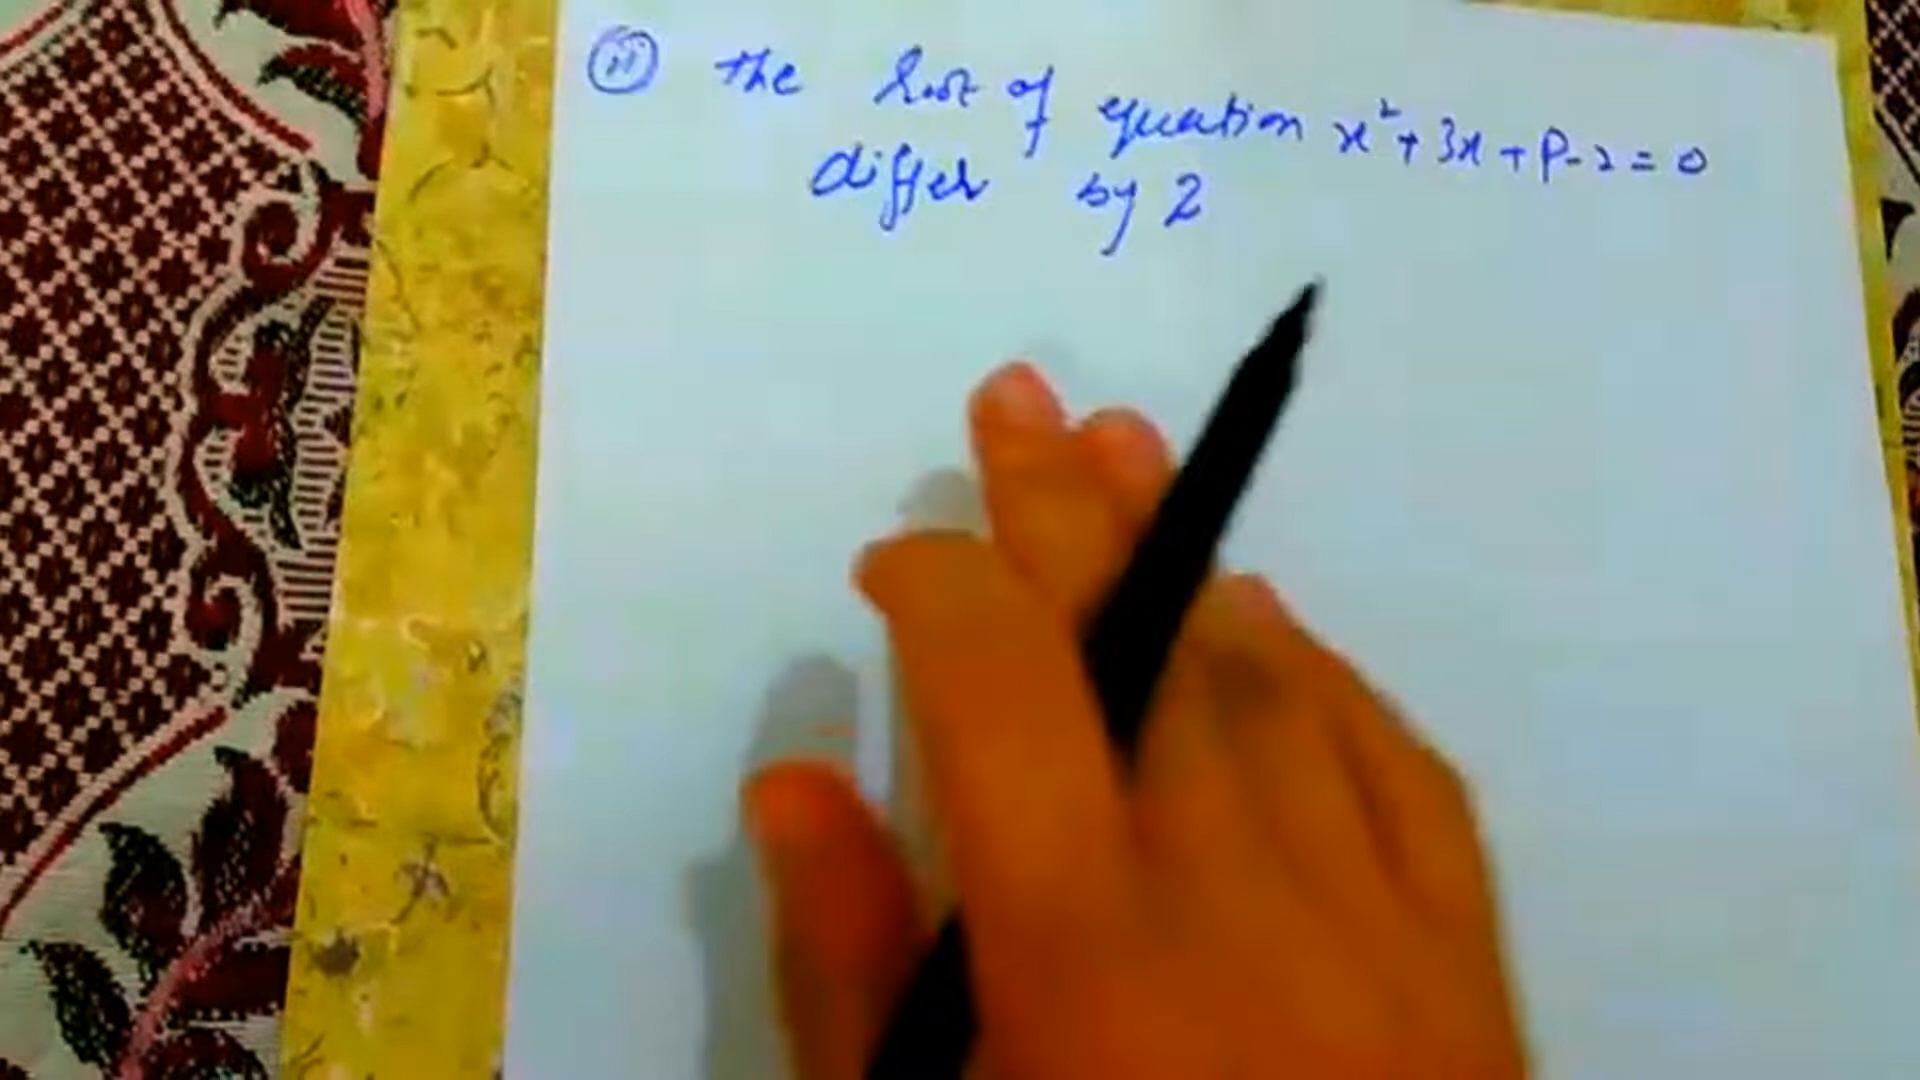 (ii) the Root of equation x²+3x+p-2=0
differ by 2